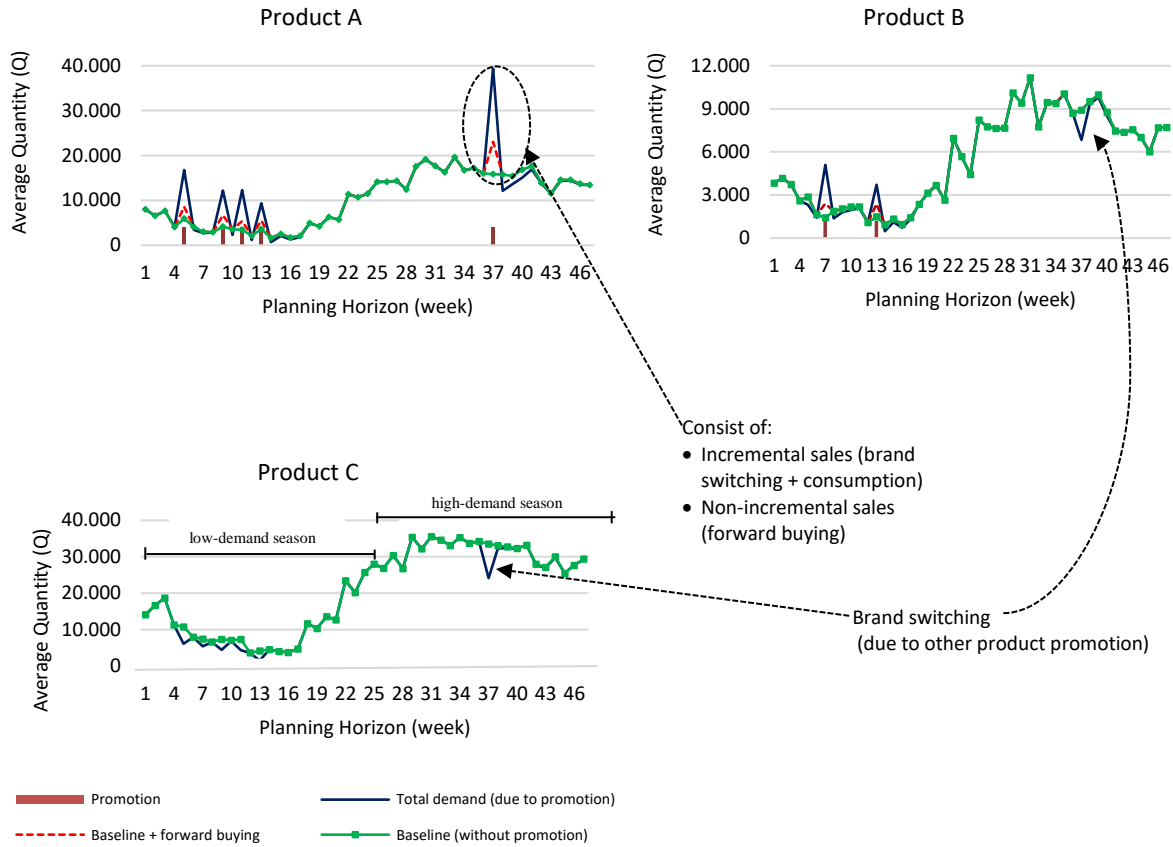 Product A
Average Quantity (Q)
40.000
30.000
20.000
10.000
0
1 4 7 10 13 16 19 22 25 28 31 34 37 40 43 46
Planning Horizon (week)
Product B
Average Quantity (Q)
12.000
9.000
6.000
3.000
0
1 4 7 10 13 16 19 22 25 28 31 34 37 40 43 46
Planning Horizon (week)
Consist of:
• Incremental sales (brand
switching + consumption)
• Non-incremental sales
(forward buying)
Product C
high-demand season
low-demand season
Average Quantity (Q)
40.000
30.000
20.000
10.000
0
1 4 7 10 13 16 19 22 25 28 31 34 37 40 43 46
Planning Horizon (week)
Brand switching
(due to other product promotion)
Promotion
Total demand (due to promotion)
Baseline + forward buying
Baseline (without promotion)